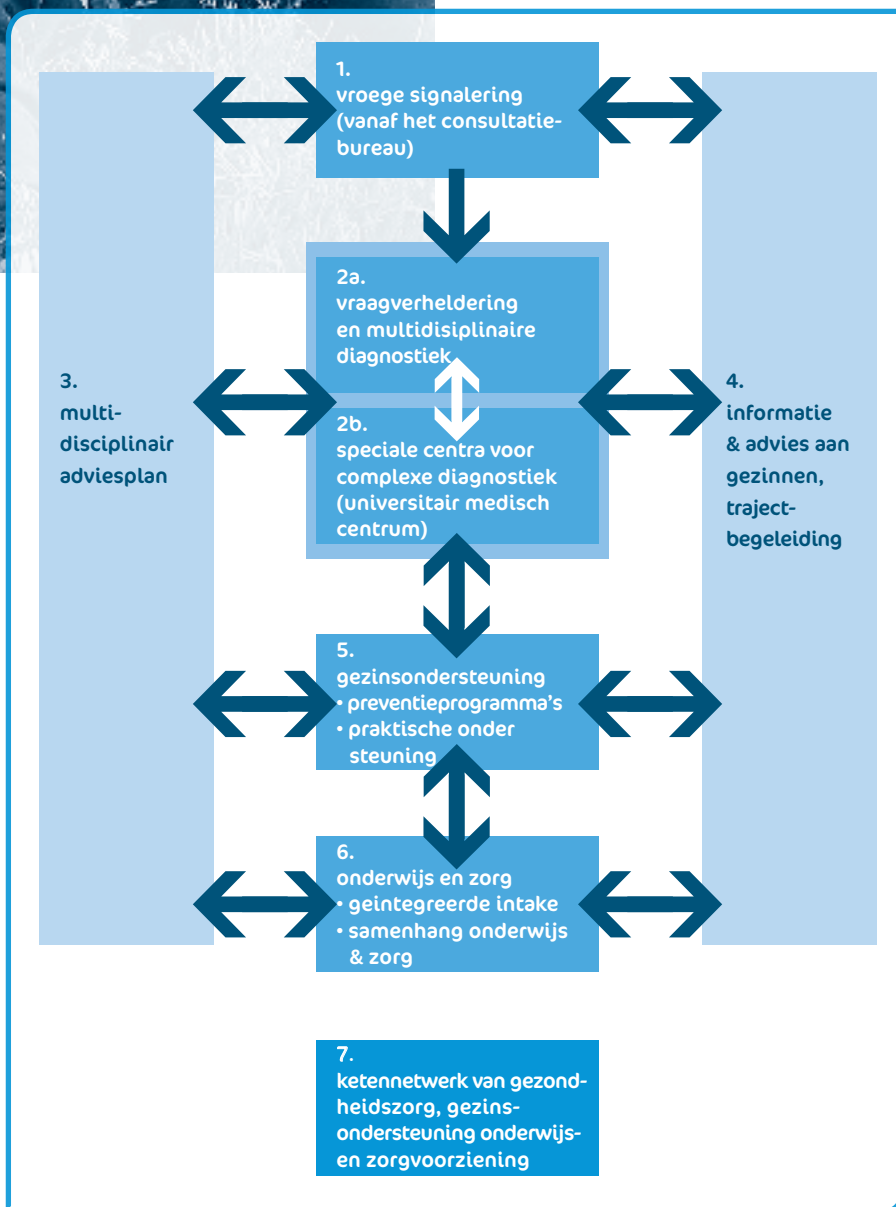 1.
vroege signalering
(vanaf het consultatie-
bureau)
2a.
vraagverheldering
en multidisiplinaire
diagnostiek
2b.
speciale centra voor
complexe diagnostiek
(universitair medisch
centrum)
3.
multi-
disciplinair
adviesplan
4.
informatie
& advies aan
gezinnen,
traject-
begeleiding
5.
gezinsondersteuning
• preventieprogramma's
• praktische onder
steuning
6.
onderwijs en zorg
• geintegreerde intake
• samenhang onderwijs
& zorg
7.
ketennetwerk van gezond-
heidszorg, gezins-
ondersteuning onderwijs-
en zorgvoorziening